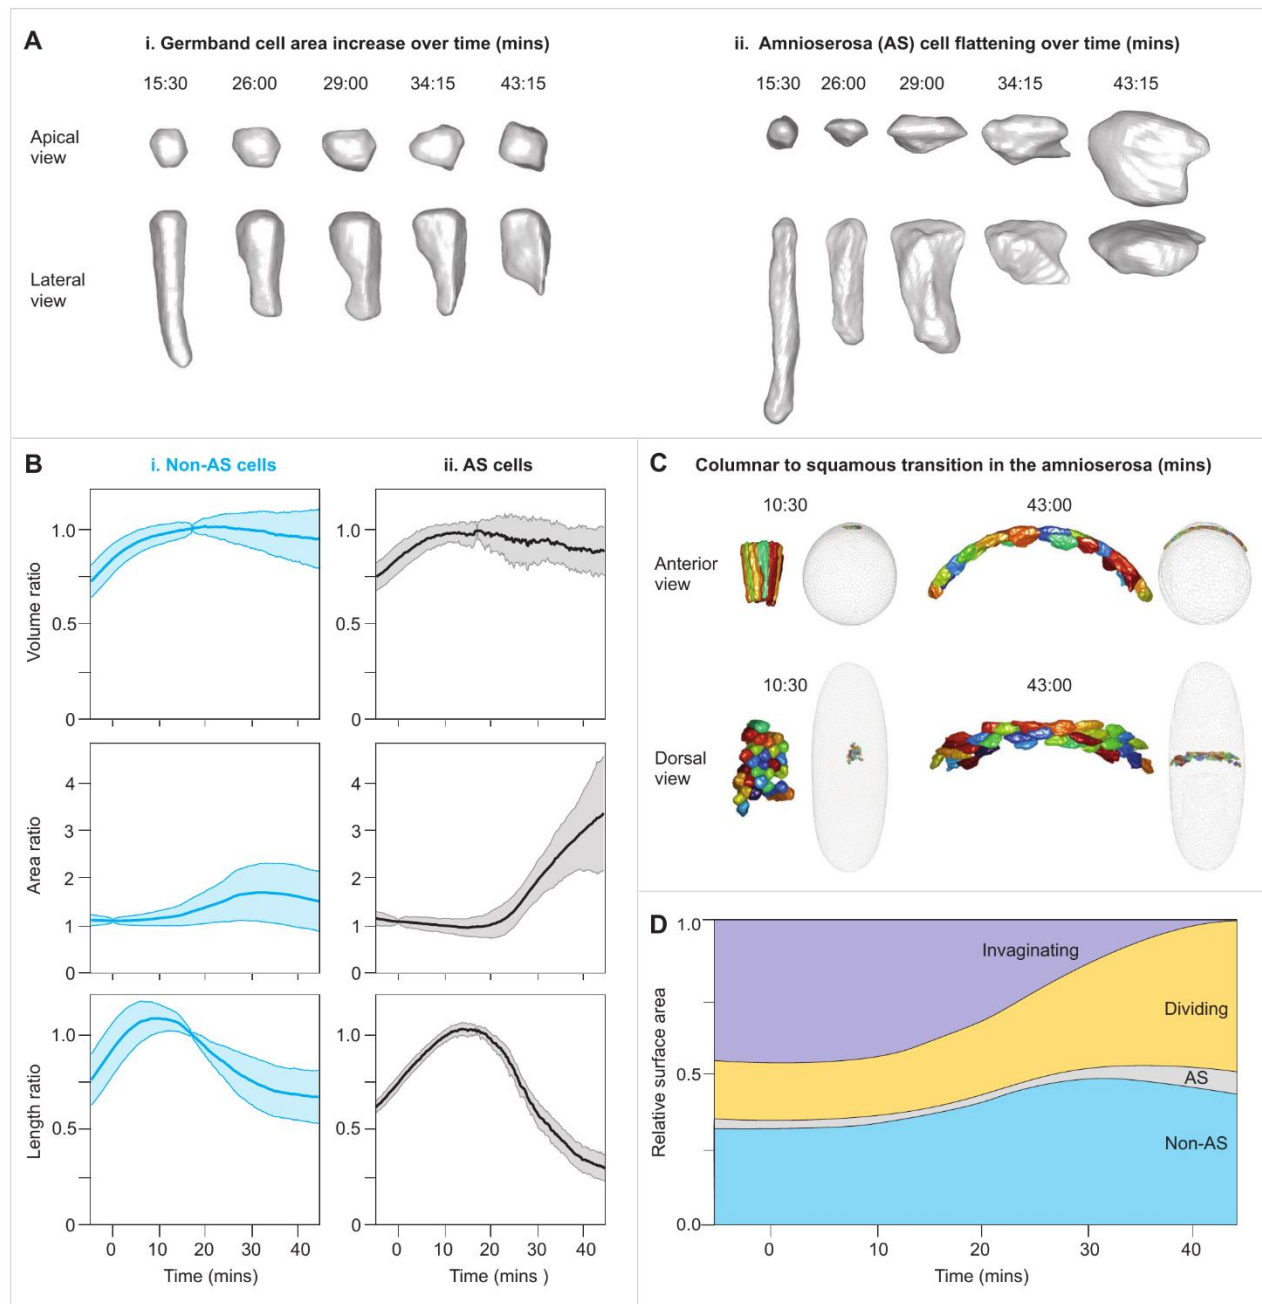 A
i. Germband cell area increase over time (mins)
15:30 26:00 29:00 34:15 43:15
Apical
view
Lateral
view
ii. Amnioserosa (AS) cell flattening over time (mins)
15:30 26:00 29:00 34:15 43:15
B
i. Non-AS cells
ii. AS cells
Volume ratio
1.0
0.5
0
Area ratio
4
3
2
1
0
4
3
2
1
0
Length ratio
1.0
0.5
0
1.0
0.5
0
1.0
0.5
0
0 10 20 30 40
Time (mins)
0 10 20 30 40
Time (mins )
C
Columnar to squamous transition in the amnioserosa (mins)
10:30
43:00
Anterior
view
10:30
43:00
Dorsal
view
D
Relative surface area
1.0
0.5
0.0
Invaginating
Dividing
AS
Non-AS
0 10 20 30 40
Time (mins)